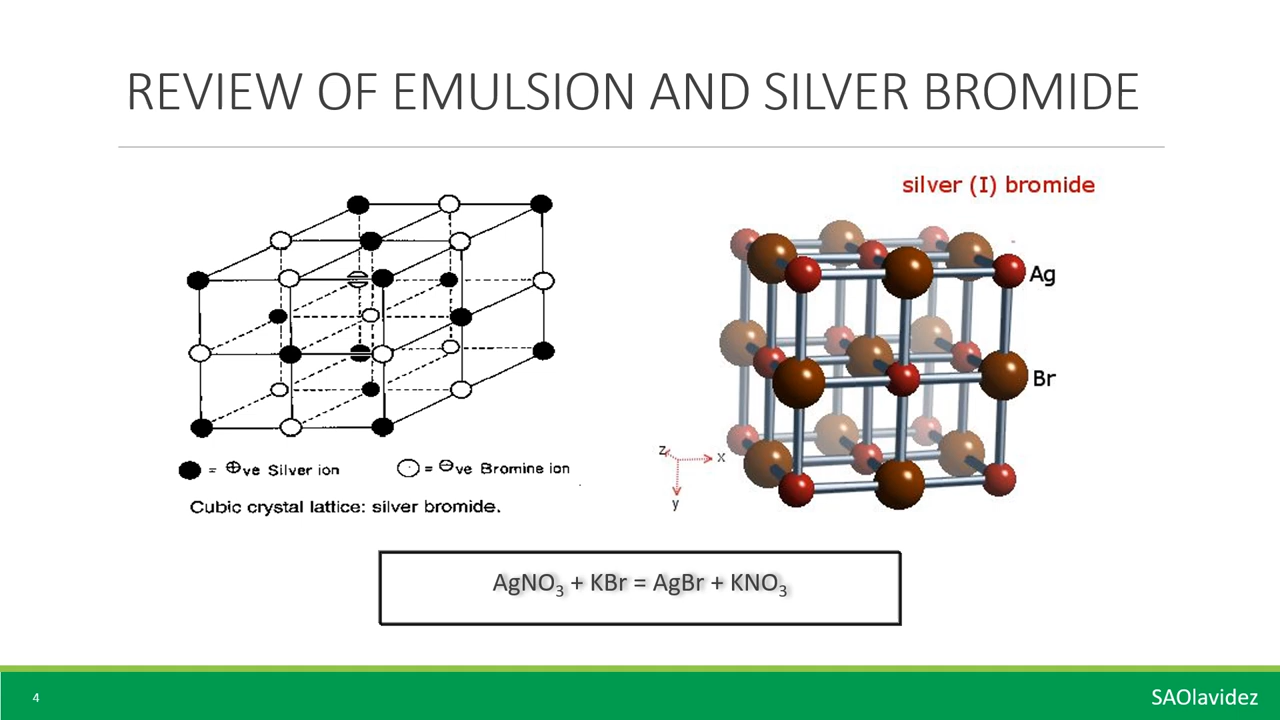 REVIEW OF EMULSION AND SILVER BROMIDE
silver (I) bromide
Ag
Br
z
x
y
= ⊕ve Silver ion
= ⊖ve Bromine ion
Cubic crystal lattice: silver bromide.
AgNO₃ + KBr = AgBr + KNO₃
4
SAOlavidez